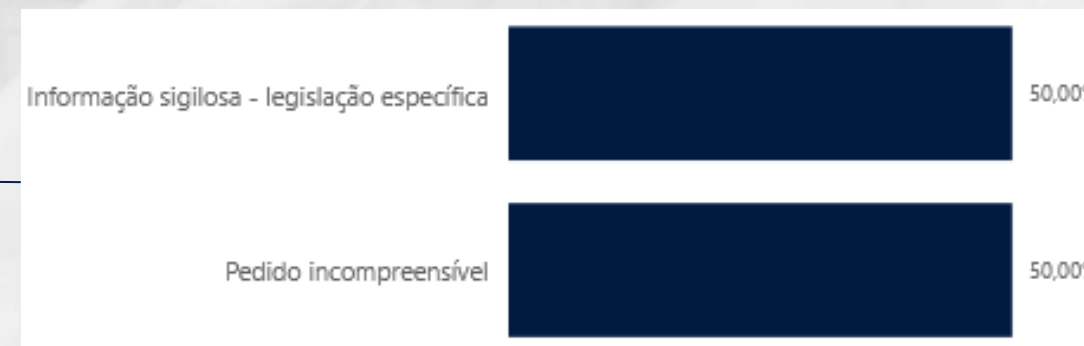 Informação sigilosa - legislação específica 50,00%
Pedido incompreensível 50,00%